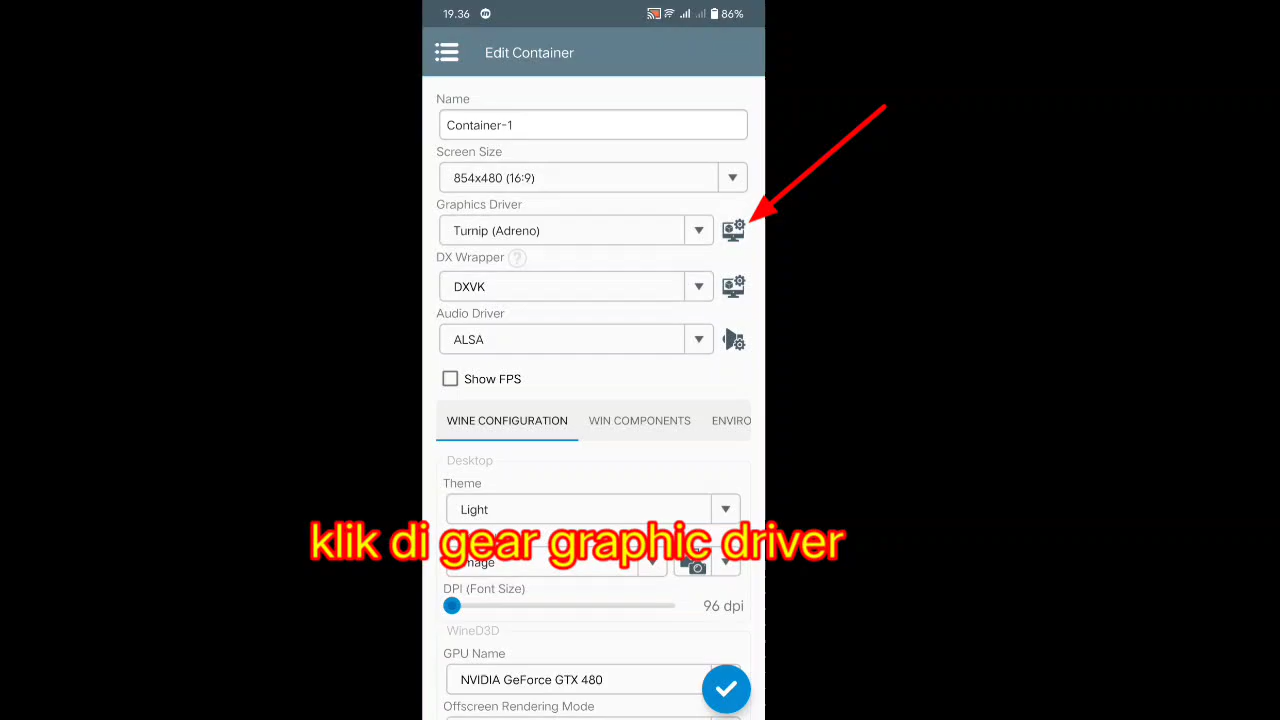 19.36
86%
Edit Container
Name
Container-1
Screen Size
854x480 (16:9)
Graphics Driver
Turnip (Adreno)
DX Wrapper ?
DXVK
Audio Driver
ALSA
Show FPS
WINE CONFIGURATION WIN COMPONENTS ENVIRO
Desktop
Theme
Light
klik di gear graphic driver
Image
DPI (Font Size)
96 dpi
WineD3D
GPU Name
NVIDIA GeForce GTX 480
Offscreen Rendering Mode